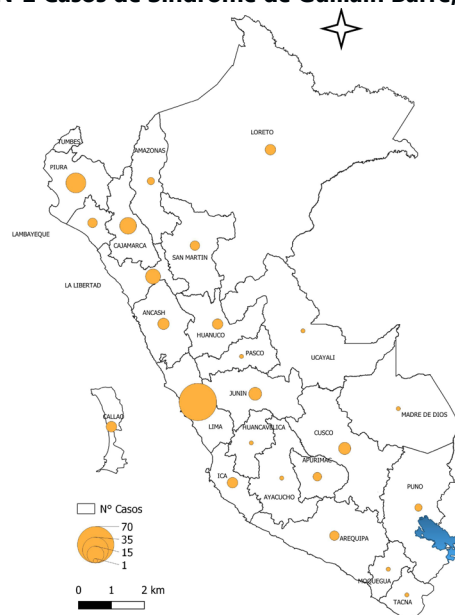 N°2 Casos de Síndrome de Guillain Barré,
LORETO
TUMBES
AMAZONAS
PIURA
LAMBAYEQUE
CAJAMARCA
SAN MARTIN
LA LIBERTAD
ANCASH
HUANUCO
PASCO
UCAYALI
JUNIN
CALLAO
LIMA
HUANCAVELICA
MADRE DE DIOS
CUSCO
APURIMAC
ICA
AYACUCHO
PUNO
AREQUIPA
MOQUEGUA
TACNA
N° Casos
70
35
15
1
0 1 2 km